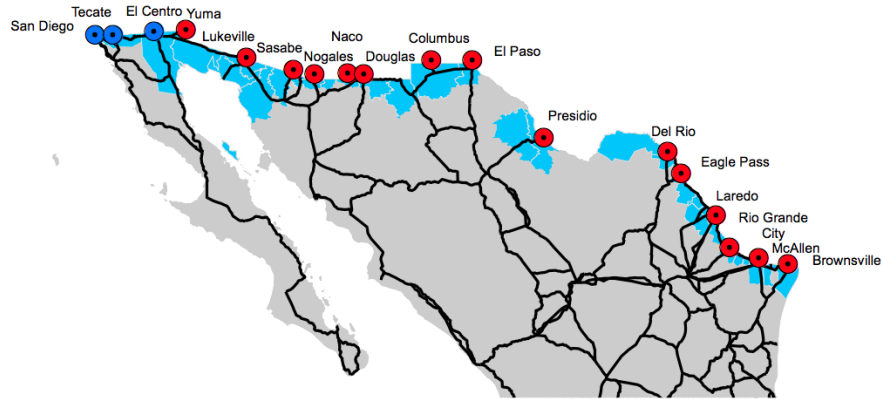 Tecate
El Centro
Yuma
San Diego
Lukeville
Sasabe
Nogales
Naco
Douglas
Columbus
El Paso
Presidio
Del Rio
Eagle Pass
Laredo
Rio Grande
City
McAllen
Brownsville